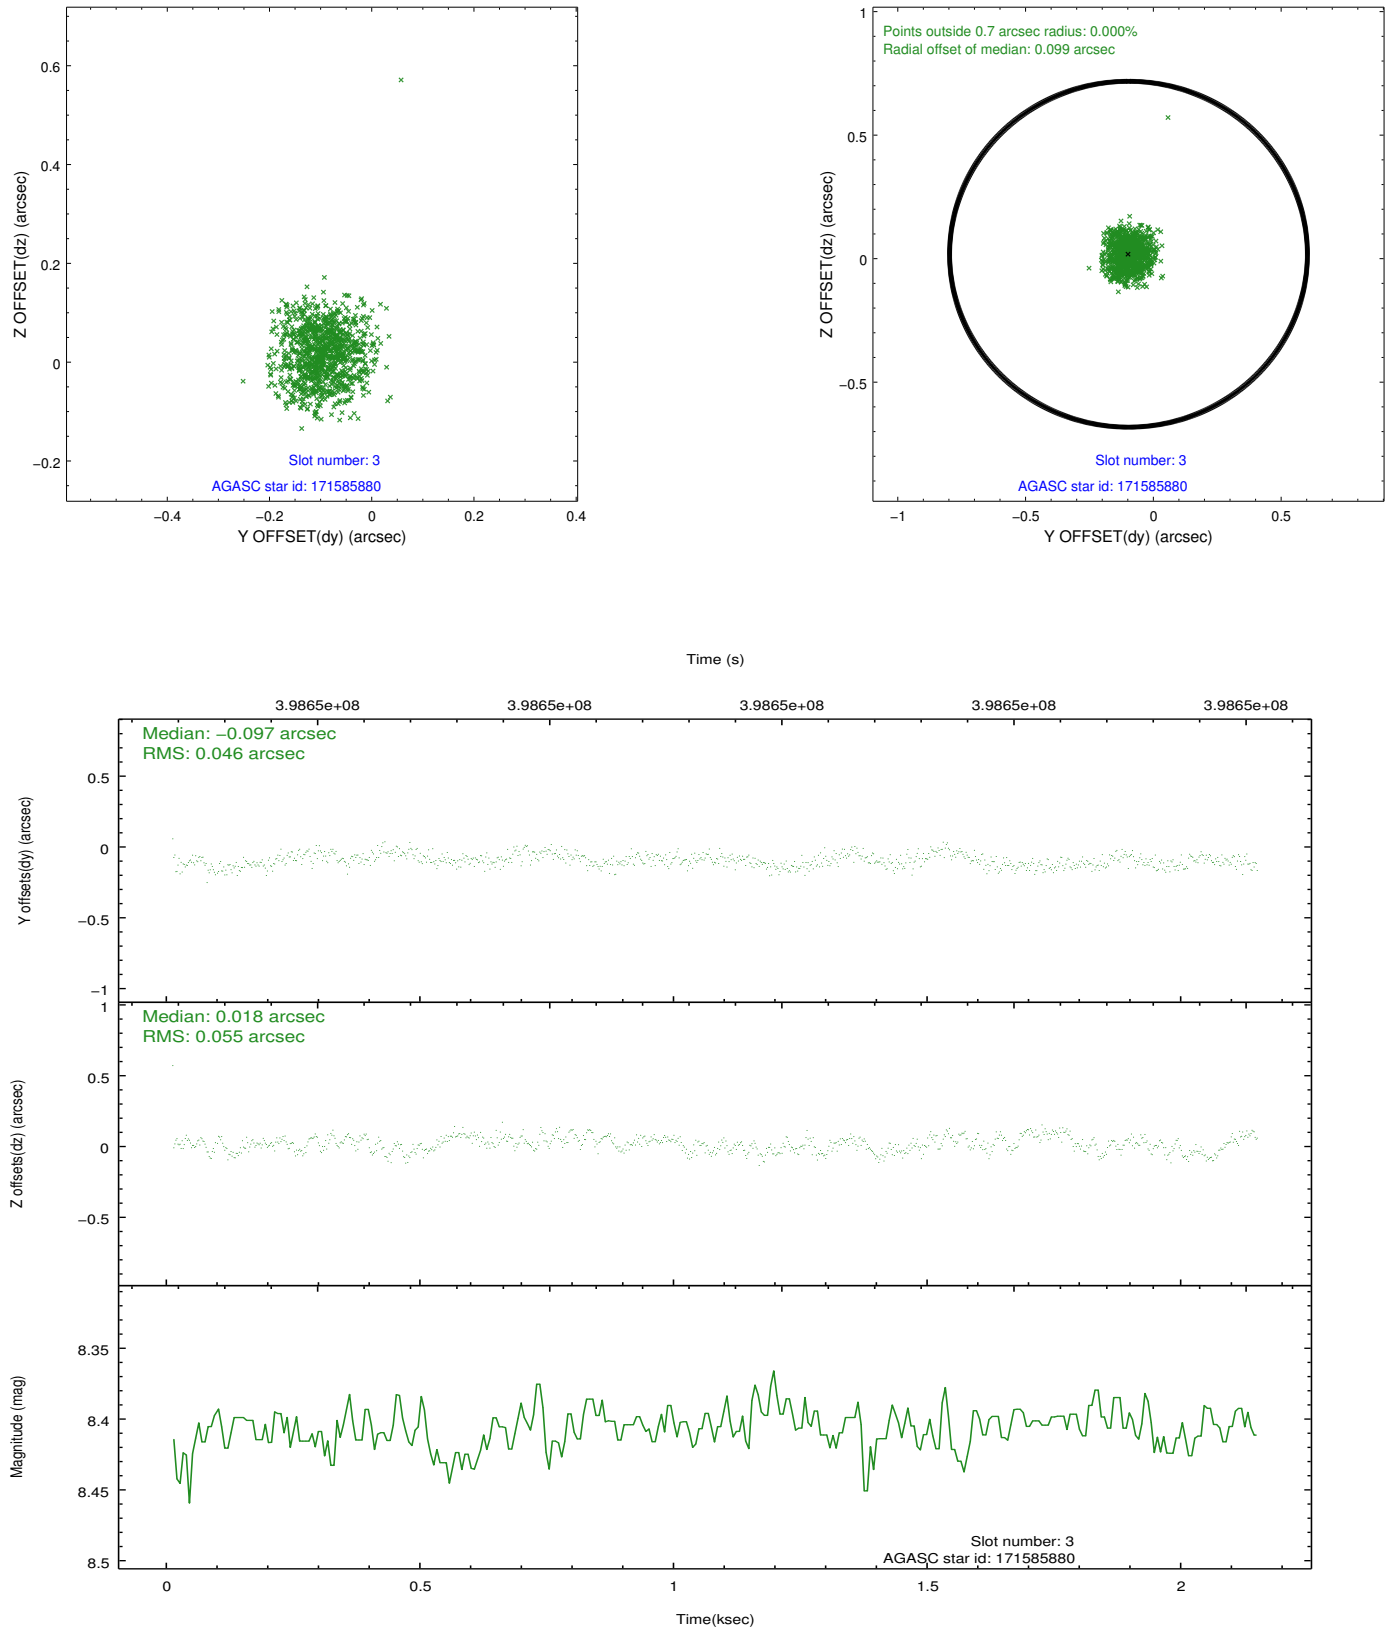 Points outside 0.7 arcsec radius: 0.000%
Radial offset of median: 0.099 arcsec
0.6
0.4
0.2
0
−0.2
Z OFFSET(dz) (arcsec)
Slot number: 3
AGASC star id: 171585880
−0.4
−0.2
0
0.2
0.4
Y OFFSET(dy) (arcsec)
1
0.5
0
−0.5
Z OFFSET(dz) (arcsec)
Slot number: 3
AGASC star id: 171585880
−1
−0.5
0
0.5
Y OFFSET(dy) (arcsec)
Time (s)
3.9865e+08
3.9865e+08
3.9865e+08
3.9865e+08
3.9865e+08
Median: −0.097 arcsec
RMS: 0.046 arcsec
0.5
0
−0.5
−1
Y offsets(dy) (arcsec)
Median: 0.018 arcsec
RMS: 0.055 arcsec
1
0.5
0
−0.5
Z offsets(dz) (arcsec)
8.35
8.4
8.45
8.5
Magnitude (mag)
Slot number: 3
AGASC star id: 171585880
0
0.5
1
1.5
2
Time(ksec)